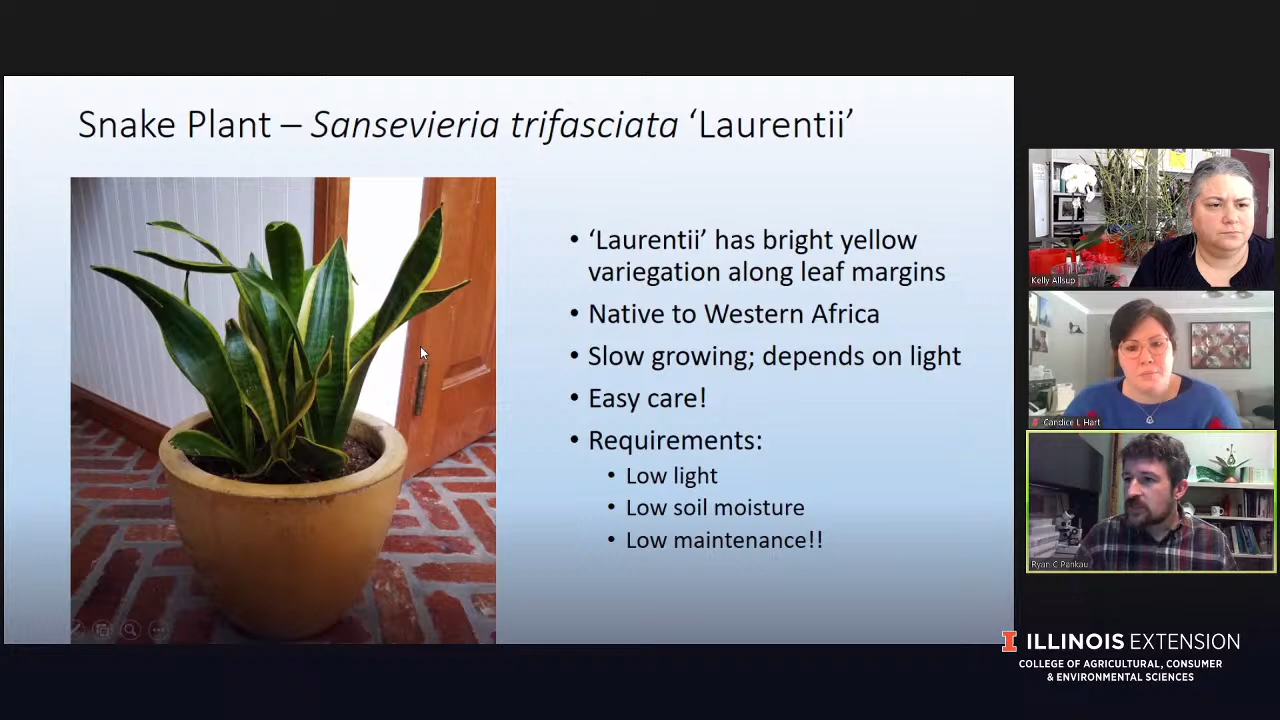 Snake Plant – Sansevieria trifasciata ‘Laurentii’
• ‘Laurentii’ has bright yellow
variegation along leaf margins
• Native to Western Africa
• Slow growing; depends on light
• Easy care!
• Requirements:
• Low light
• Low soil moisture
• Low maintenance!!
Kelly Allsup
Candice L Hart
Ryan C Pankau
I ILLINOIS EXTENSION
COLLEGE OF AGRICULTURAL, CONSUMER
& ENVIRONMENTAL SCIENCES